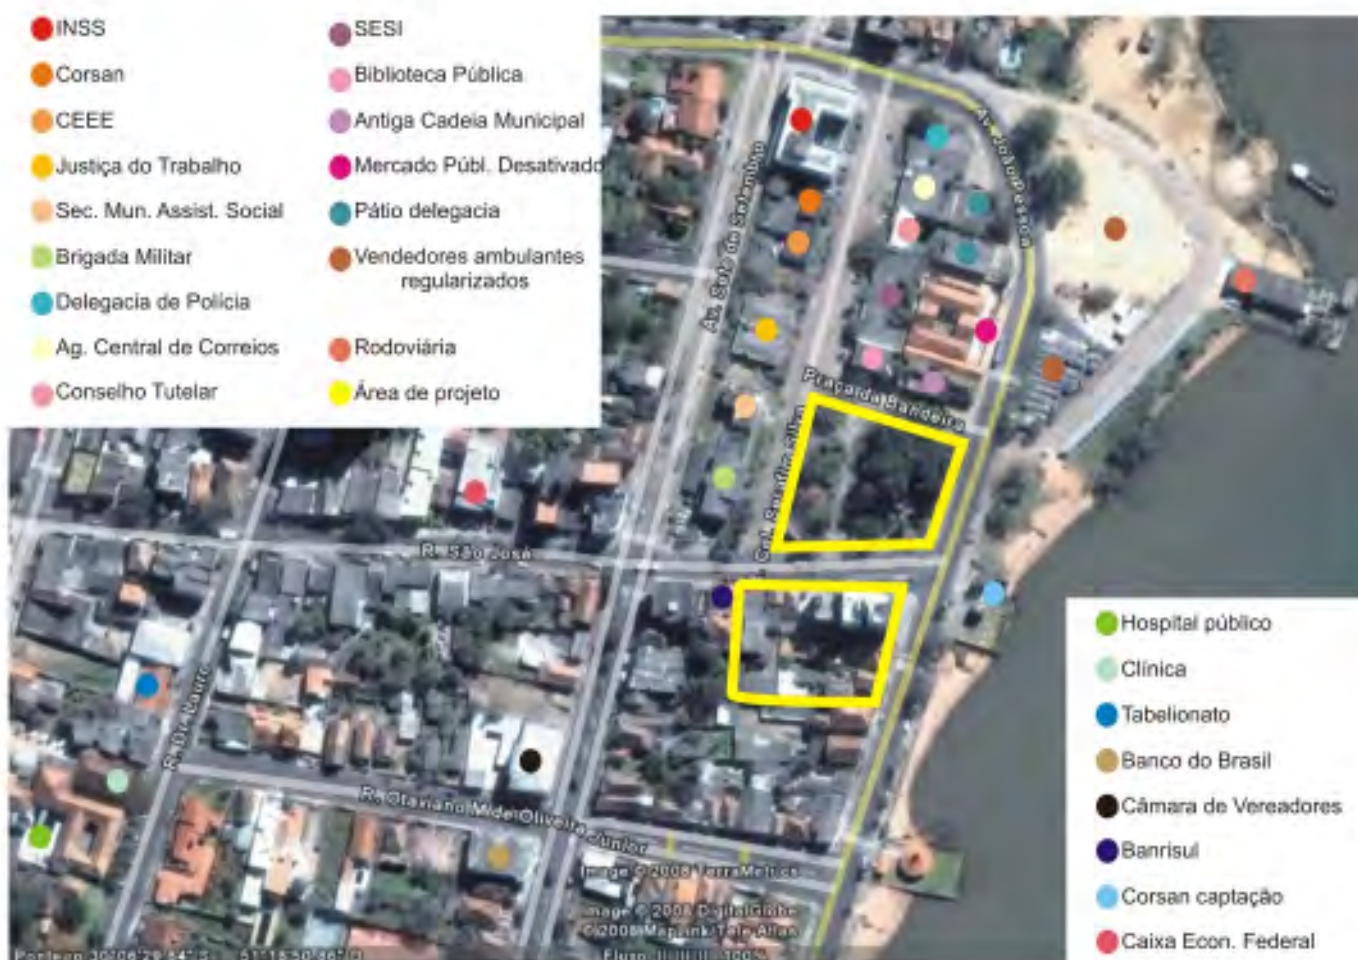 INSS
Corsan
CEEE
Justiça do Trabalho
Sec. Mun. Assist. Social
Brigada Militar
Delegacia de Polícia
Ag. Central de Correios
Conselho Tutelar
SESI
Biblioteca Pública
Antiga Cadeia Municipal
Mercado Públ. Desativado
Pátio delegacia
Vendedores ambulantes
regularizados
Rodoviária
Área de projeto
Av. Sete de Setembro
Av. João Pessoa
Praça da Bandeira
Cel. Serafim Silva
R. São José
R. Dr. Lauro
R. Otaviano M de Oliveira Junior
Image © 2008 TerraMetrics
Image © 2008 DigitalGlobe
© 2008 MapLink/Tele Atlas
Hospital público
Clínica
Tabelionato
Banco do Brasil
Câmara de Vereadores
Banrisul
Corsan captação
Caixa Econ. Federal